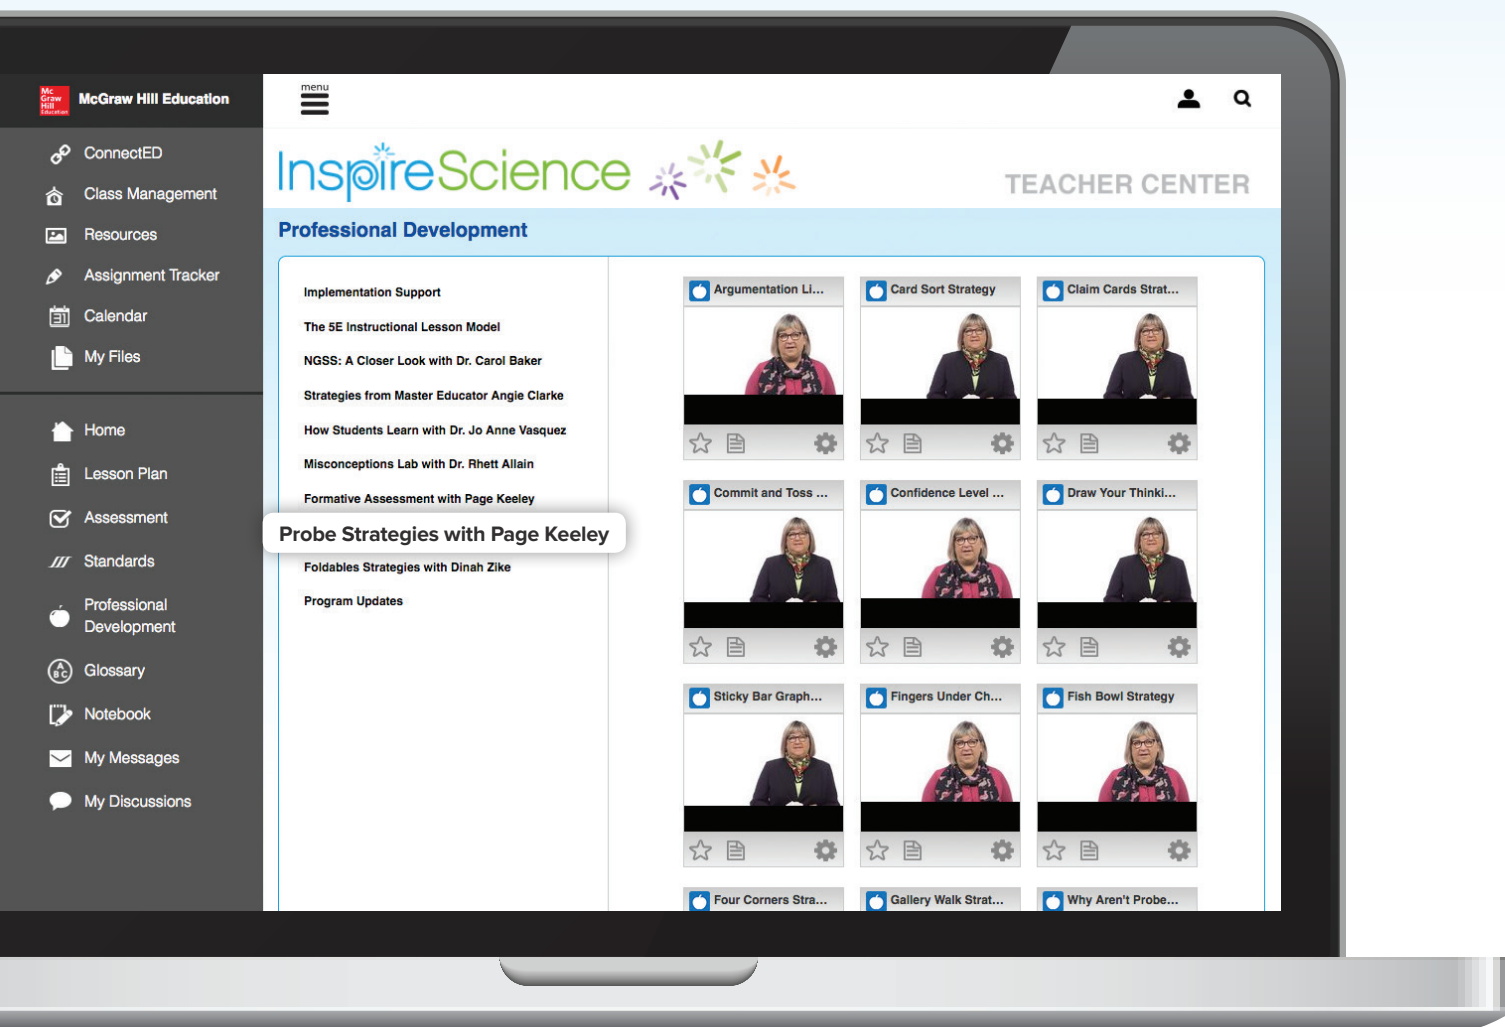 Mc
Graw
Hill
Education
McGraw Hill Education
ConnectED
Class Management
Resources
Assignment Tracker
31
Calendar
My Files
Home
Lesson Plan
Assessment
Standards
Professional
Development
A
B C
Glossary
Notebook
My Messages
My Discussions
menu
InspireScience
TEACHER CENTER
Professional Development
Implementation Support
The 5E Instructional Lesson Model
NGSS: A Closer Look with Dr. Carol Baker
Strategies from Master Educator Angie Clarke
How Students Learn with Dr. Jo Anne Vasquez
Misconceptions Lab with Dr. Rhett Allain
Formative Assessment with Page Keeley
Probe Strategies with Page Keeley
Foldables Strategies with Dinah Zike
Program Updates
Argumentation Li...
Card Sort Strategy
Claim Cards Strat...
Commit and Toss ...
Confidence Level ...
Draw Your Thinki...
Sticky Bar Graph...
Fingers Under Ch...
Fish Bowl Strategy
Four Corners Stra...
Gallery Walk Strat...
Why Aren't Probe...